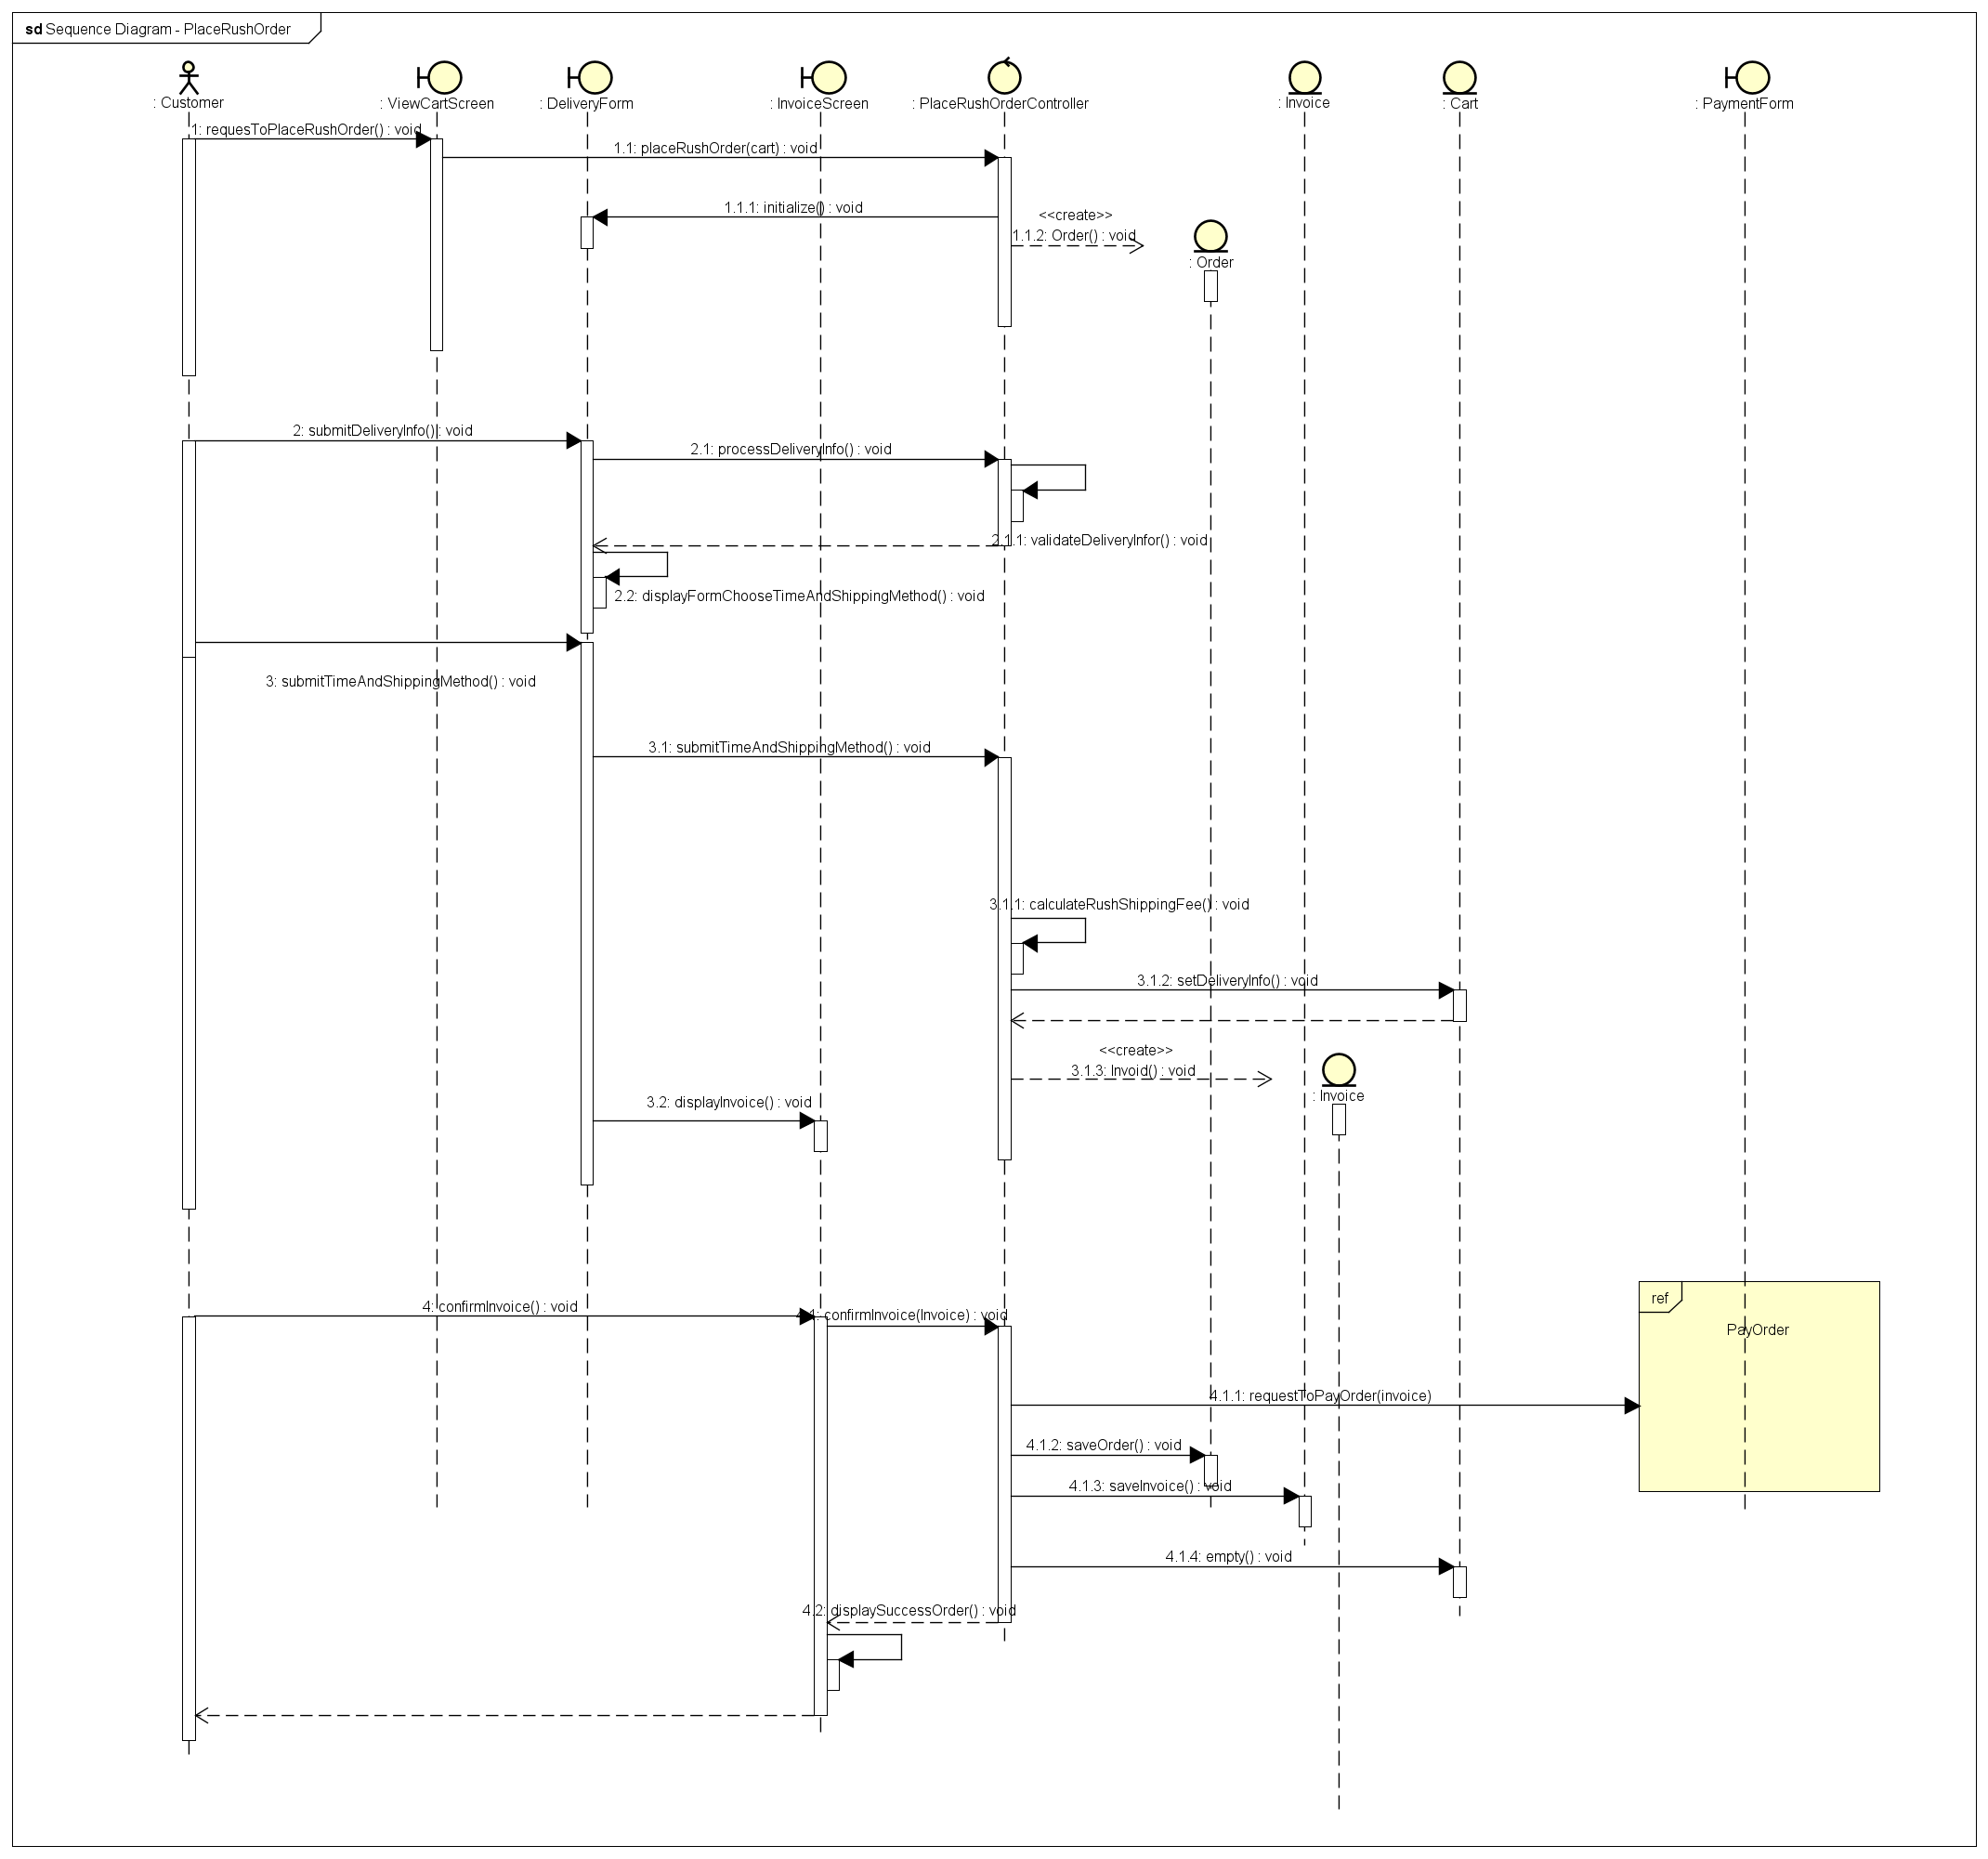 sd Sequence Diagram - PlaceRushOrder
: Customer
: ViewCartScreen
: DeliveryForm
: InvoiceScreen
: PlaceRushOrderController
: Invoice
: Cart
: PaymentForm
1: requesToPlaceRushOrder() : void
1.1: placeRushOrder(cart) : void
1.1.1: initialize() : void
<<create>>
1.1.2: Order() : void
: Order
2: submitDeliveryInfo() : void
2.1: processDeliveryInfo() : void
2.1.1: validateDeliveryInfor() : void
2.2: displayFormChooseTimeAndShippingMethod() : void
3: submitTimeAndShippingMethod() : void
3.1: submitTimeAndShippingMethod() : void
3.1.1: calculateRushShippingFee() : void
3.1.2: setDeliveryInfo() : void
<<create>>
3.1.3: Invoid() : void
: Invoice
3.2: displayInvoice() : void
ref
PayOrder
4: confirmInvoice() : void
4.1: confirmInvoice(Invoice) : void
4.1.1: requestToPayOrder(invoice)
4.1.2: saveOrder() : void
4.1.3: saveInvoice() : void
4.1.4: empty() : void
4.2: displaySuccessOrder() : void